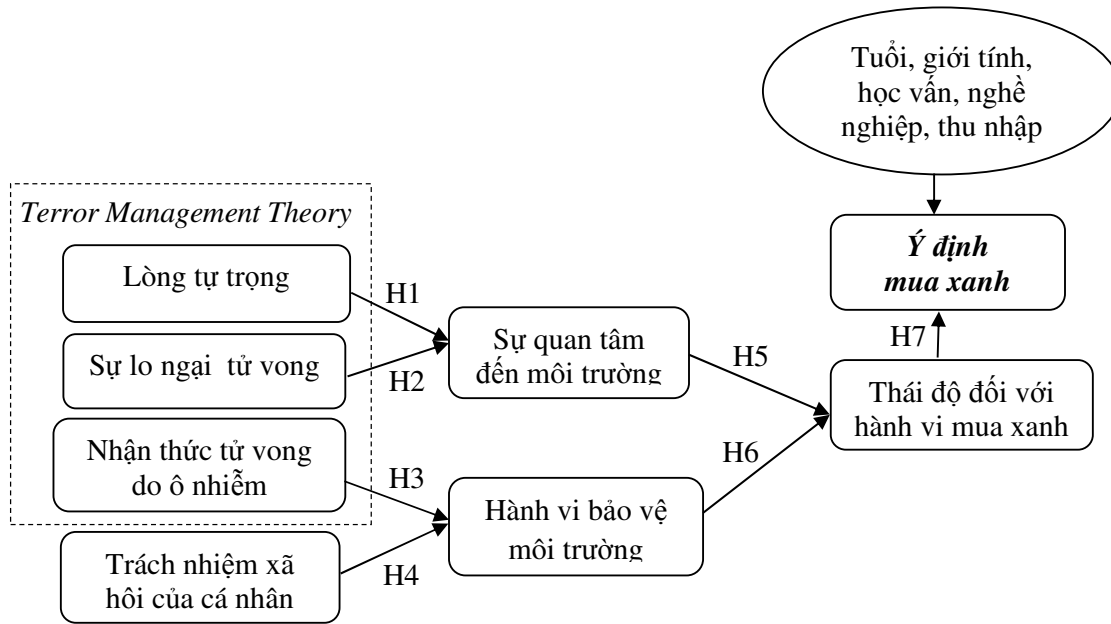 Tuổi, giới tính,
học vấn, nghề
nghiệp, thu nhập
Terror Management Theory
Lòng tự trọng
H1
Sự lo ngại tử vong
H2
Nhận thức tử vong
do ô nhiễm
H3
Trách nhiệm xã
hôi của cá nhân
H4
Sự quan tâm
đến môi trường
H5
Hành vi bảo vệ
môi trường
H6
Ý định
mua xanh
H7
Thái độ đối với
hành vi mua xanh